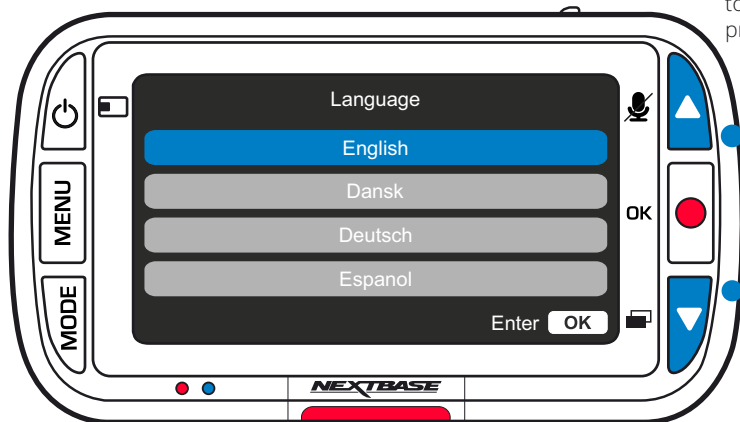 Language
English
Dansk
Deutsch
Espanol
Enter OK
MENU
MODE
OK
NEXTBASE